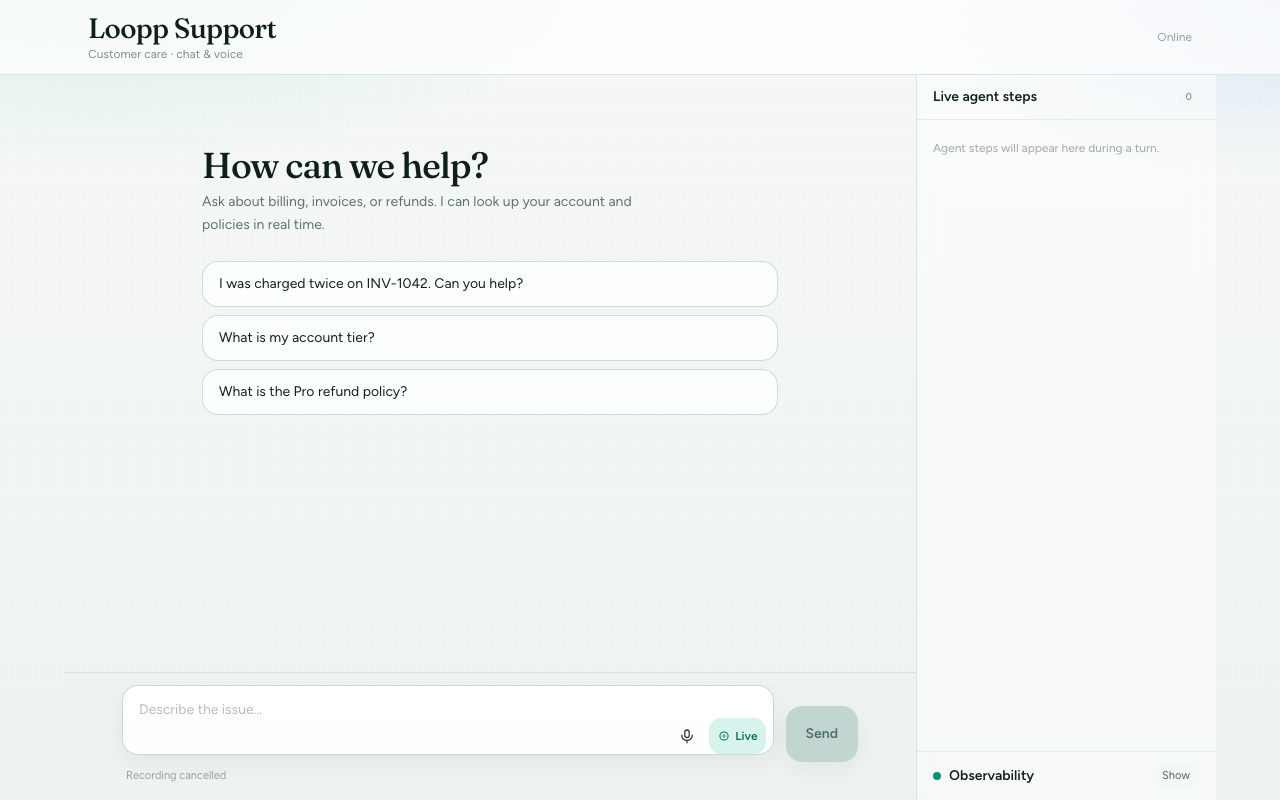 Loopp Support
Customer care · chat & voice
Online
How can we help?
Ask about billing, invoices, or refunds. I can look up your account and
policies in real time.
I was charged twice on INV-1042. Can you help?
What is my account tier?
What is the Pro refund policy?
Describe the issue...
Live
Send
Recording cancelled
Live agent steps
0
Agent steps will appear here during a turn.
Observability
Show